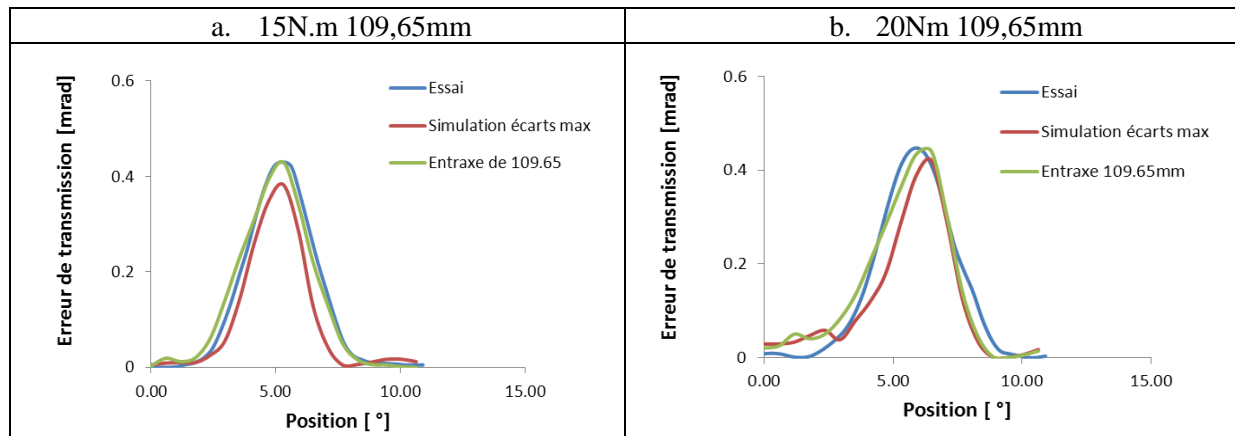 a. 15N.m 109,65mm
b. 20Nm 109,65mm
Erreur de transmission [mrad]
0.6
0.4
0.2
0
0.00
5.00
10.00
15.00
Position [ °]
Essai
Simulation écarts max
Entraxe de 109.65
Erreur de transmission [mrad]
0.6
0.4
0.2
0
0.00
5.00
10.00
15.00
Position [ °]
Essai
Simulation écarts max
Entraxe 109.65mm